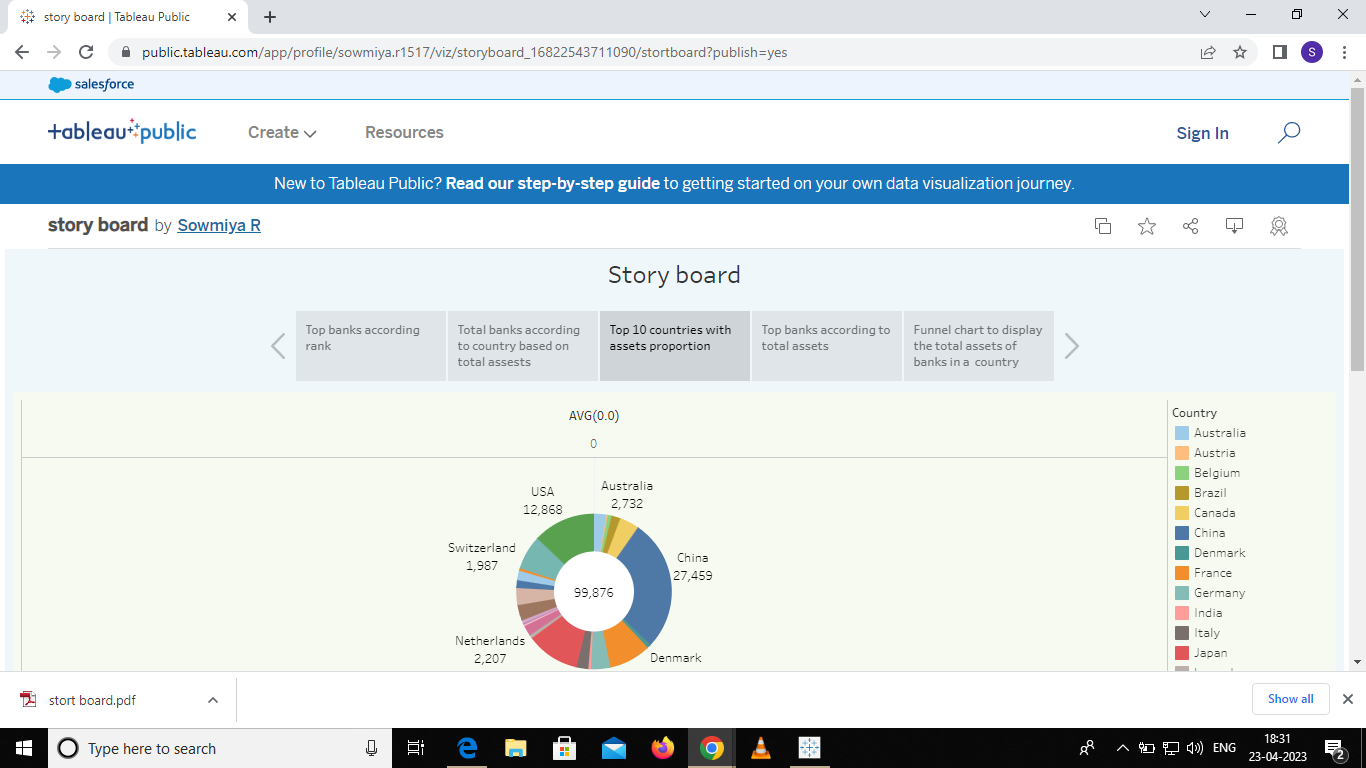 story board | Tableau Public
public.tableau.com/app/profile/sowmiya.r1517/viz/storyboard_16822543711090/stortboard?publish=yes
S
salesforce
+ableau public
Create
Resources
Sign In
New to Tableau Public? Read our step-by-step guide to getting started on your own data visualization journey.
story board by Sowmiya R
Story board
Top banks according
rank
Total banks according
to country based on
total assests
Top 10 countries with
assets proportion
Top banks according to
total assets
Funnel chart to display
the total assets of
banks in a country
AVG(0.0)
0
USA
12,868
Australia
2,732
Switzerland
1,987
China
27,459
99,876
Netherlands
2,207
Denmark
Country
Australia
Austria
Belgium
Brazil
Canada
China
Denmark
France
Germany
India
Italy
Japan
stort board.pdf
Show all
Type here to search
ENG
18:31
23-04-2023
2